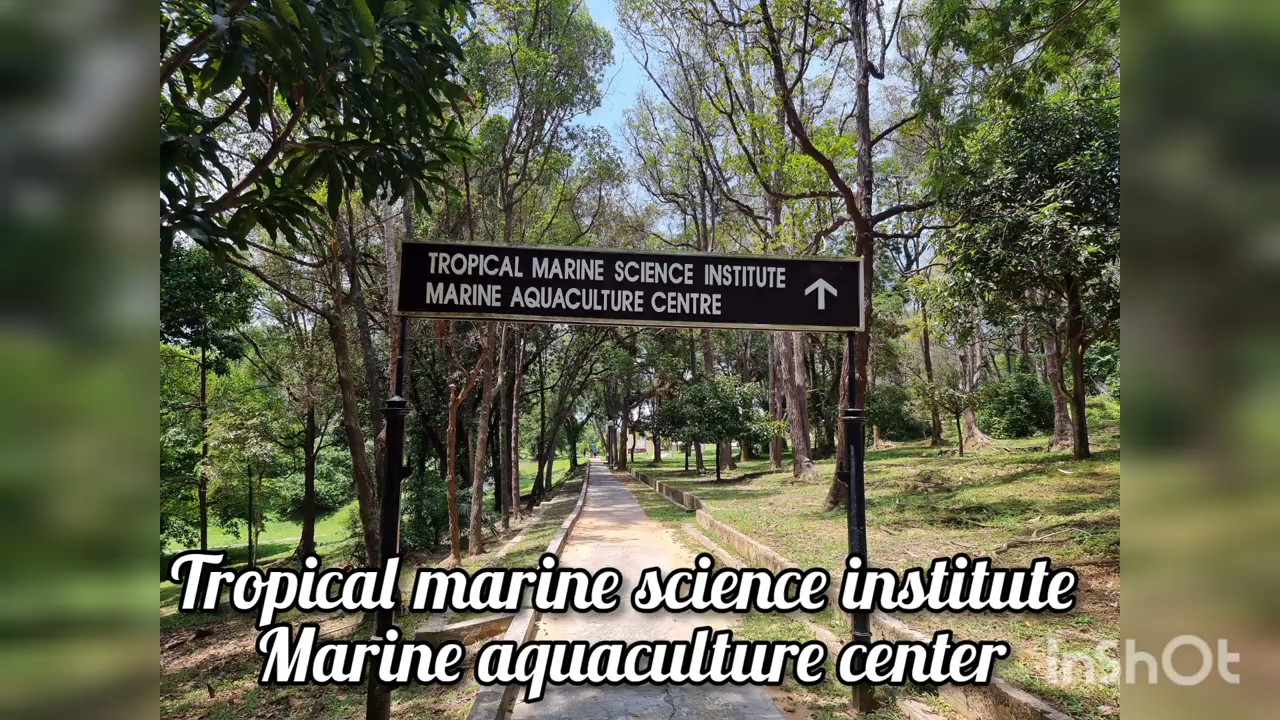 TROPICAL MARINE SCIENCE INSTITUTE
MARINE AQUACULTURE CENTRE
Tropical marine science institute
Marine aquaculture center
InShOt